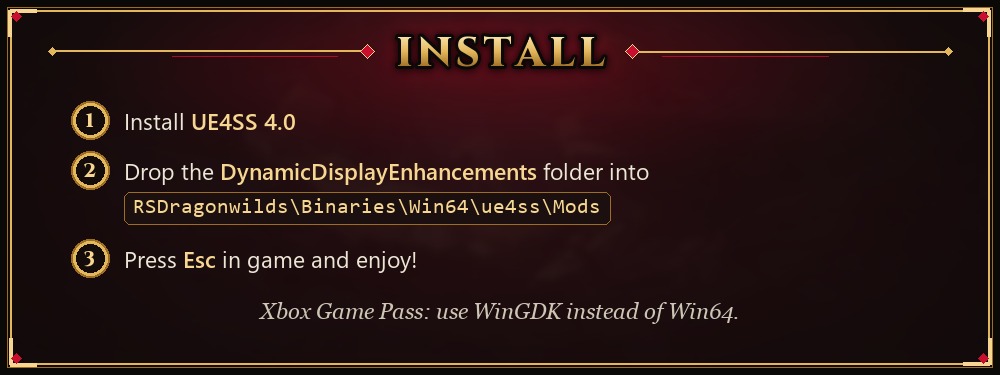 INSTALL
1 Install UE4SS 4.0
2 Drop the DynamicDisplayEnhancements folder into
RSDragonwilds\Binaries\Win64\ue4ss\Mods
3 Press Esc in game and enjoy!
Xbox Game Pass: use WinGDK instead of Win64.